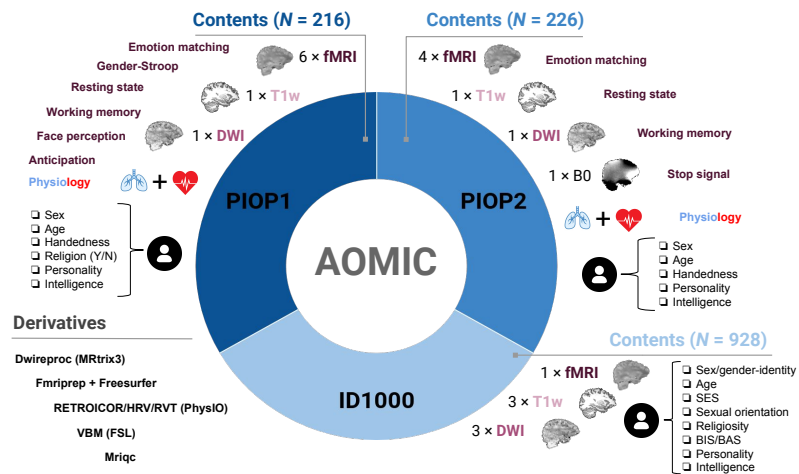 Contents (N = 216)
Emotion matching
Gender-Stroop
Resting state
Working memory
Face perception
Anticipation
Physiology
6 × fMRI
1 × T1w
1 × DWI
+
❑ Sex
❑ Age
❑ Handedness
❑ Religion (Y/N)
❑ Personality
❑ Intelligence
PIOP1
Contents (N = 226)
4 × fMRI
1 × T1w
1 × DWI
1 × B0
Emotion matching
Resting state
Working memory
Stop signal
+
Physiology
❑ Sex
❑ Age
❑ Handedness
❑ Personality
❑ Intelligence
PIOP2
AOMIC
ID1000
Contents (N = 928)
1 × fMRI
3 × T1w
3 × DWI
❑ Sex/gender-identity
❑ Age
❑ SES
❑ Sexual orientation
❑ Religiosity
❑ BIS/BAS
❑ Personality
❑ Intelligence
Derivatives
Dwireproc (MRtrix3)
Fmriprep + Freesurfer
RETROICOR/HRV/RVT (PhysIO)
VBM (FSL)
Mriqc